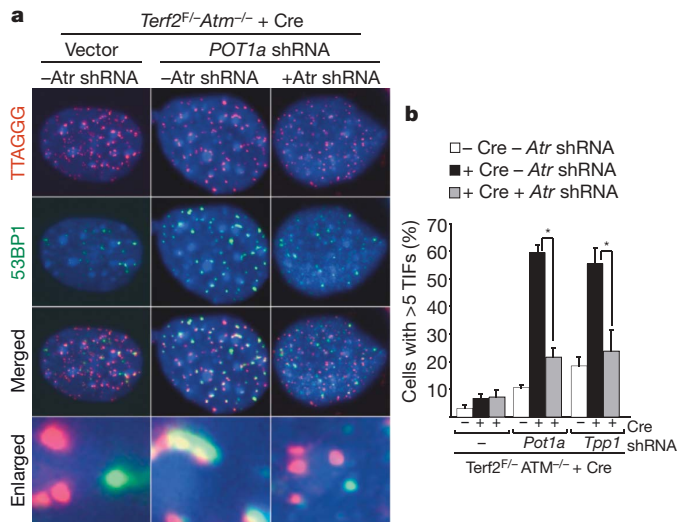 a
Terf2F/–Atm–/– + Cre
Vector
POT1a shRNA
–Atr shRNA
–Atr shRNA
+Atr shRNA
TTAGGG
53BP1
Merged
Enlarged
b
– Cre – Atr shRNA
+ Cre – Atr shRNA
+ Cre + Atr shRNA
Cells with >5 TIFs (%)
70
60
50
40
30
20
10
* *
– + + – + + – + + Cre
– Pot1a Tpp1 shRNA
Terf2F/– ATM–/– + Cre